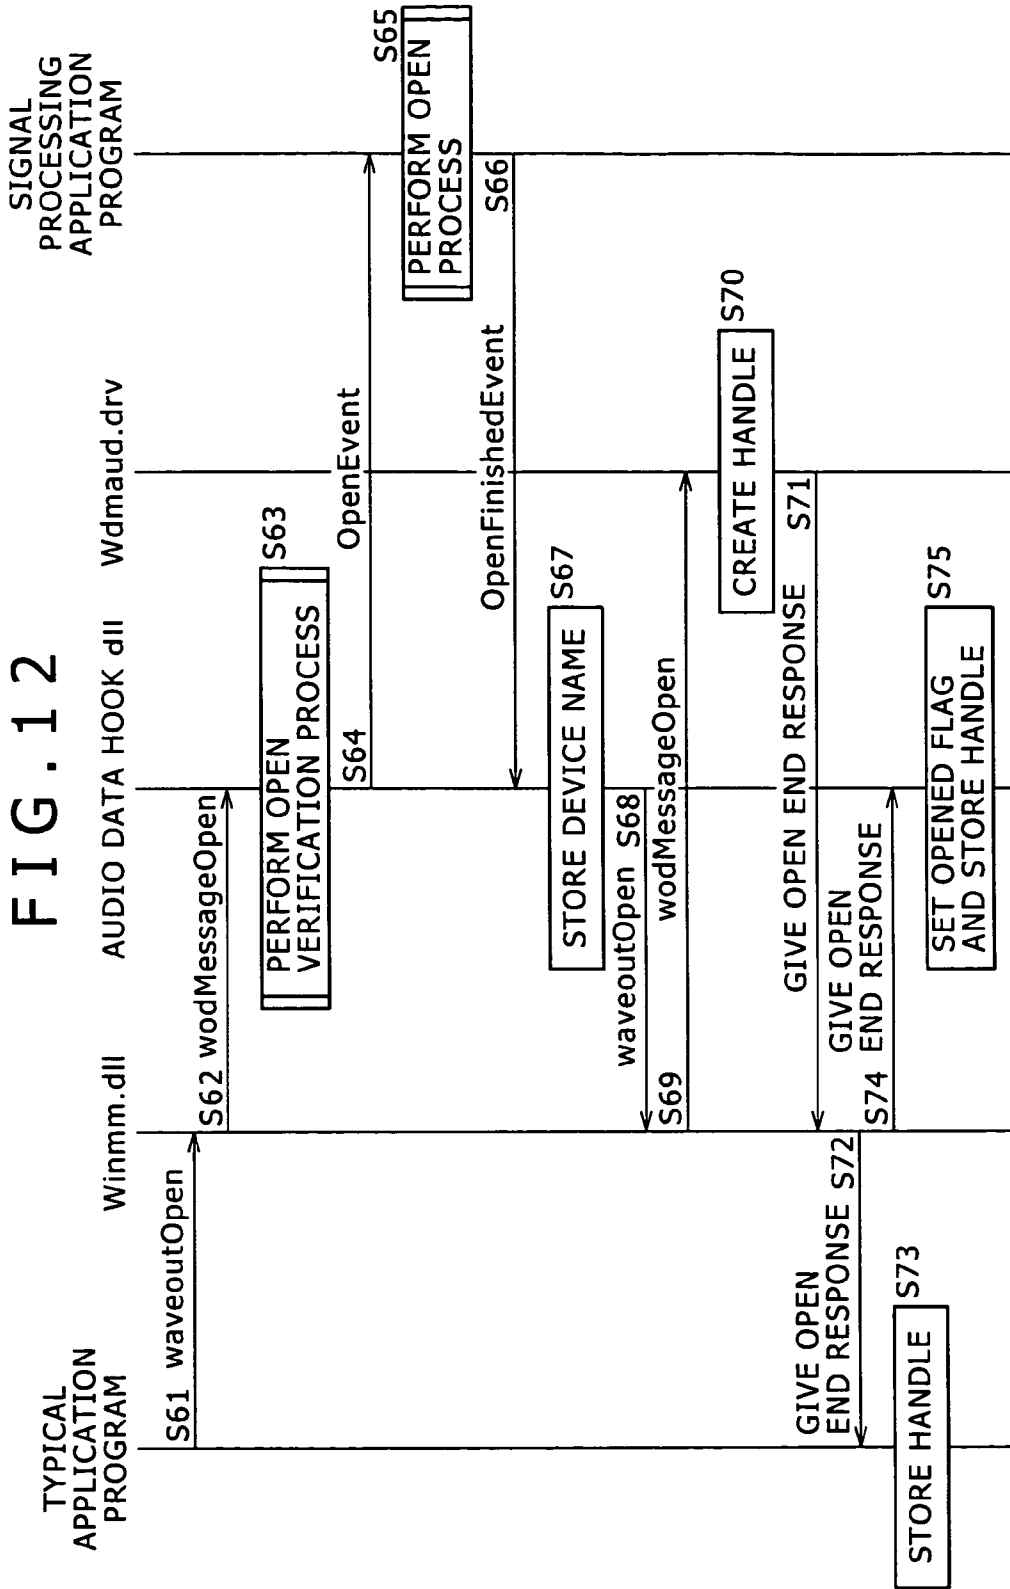 FIG.12
TYPICAL
APPLICATION
PROGRAM
Winmm.dll
AUDIO DATA HOOK dll
Wdmaud.drv
SIGNAL
PROCESSING
APPLICATION
PROGRAM
S61 waveoutOpen
S62 wodMessageOpen
S63
PERFORM OPEN
VERIFICATION PROCESS
S64
OpenEvent
S65
PERFORM OPEN
PROCESS
S66
OpenFinishedEvent
S67
STORE DEVICE NAME
waveoutOpen S68
S69
wodMessageOpen
S70
CREATE HANDLE
GIVE OPEN END RESPONSE S71
GIVE OPEN
END RESPONSE S72
S73
STORE HANDLE
GIVE OPEN
S74 END RESPONSE
S75
SET OPENED FLAG
AND STORE HANDLE